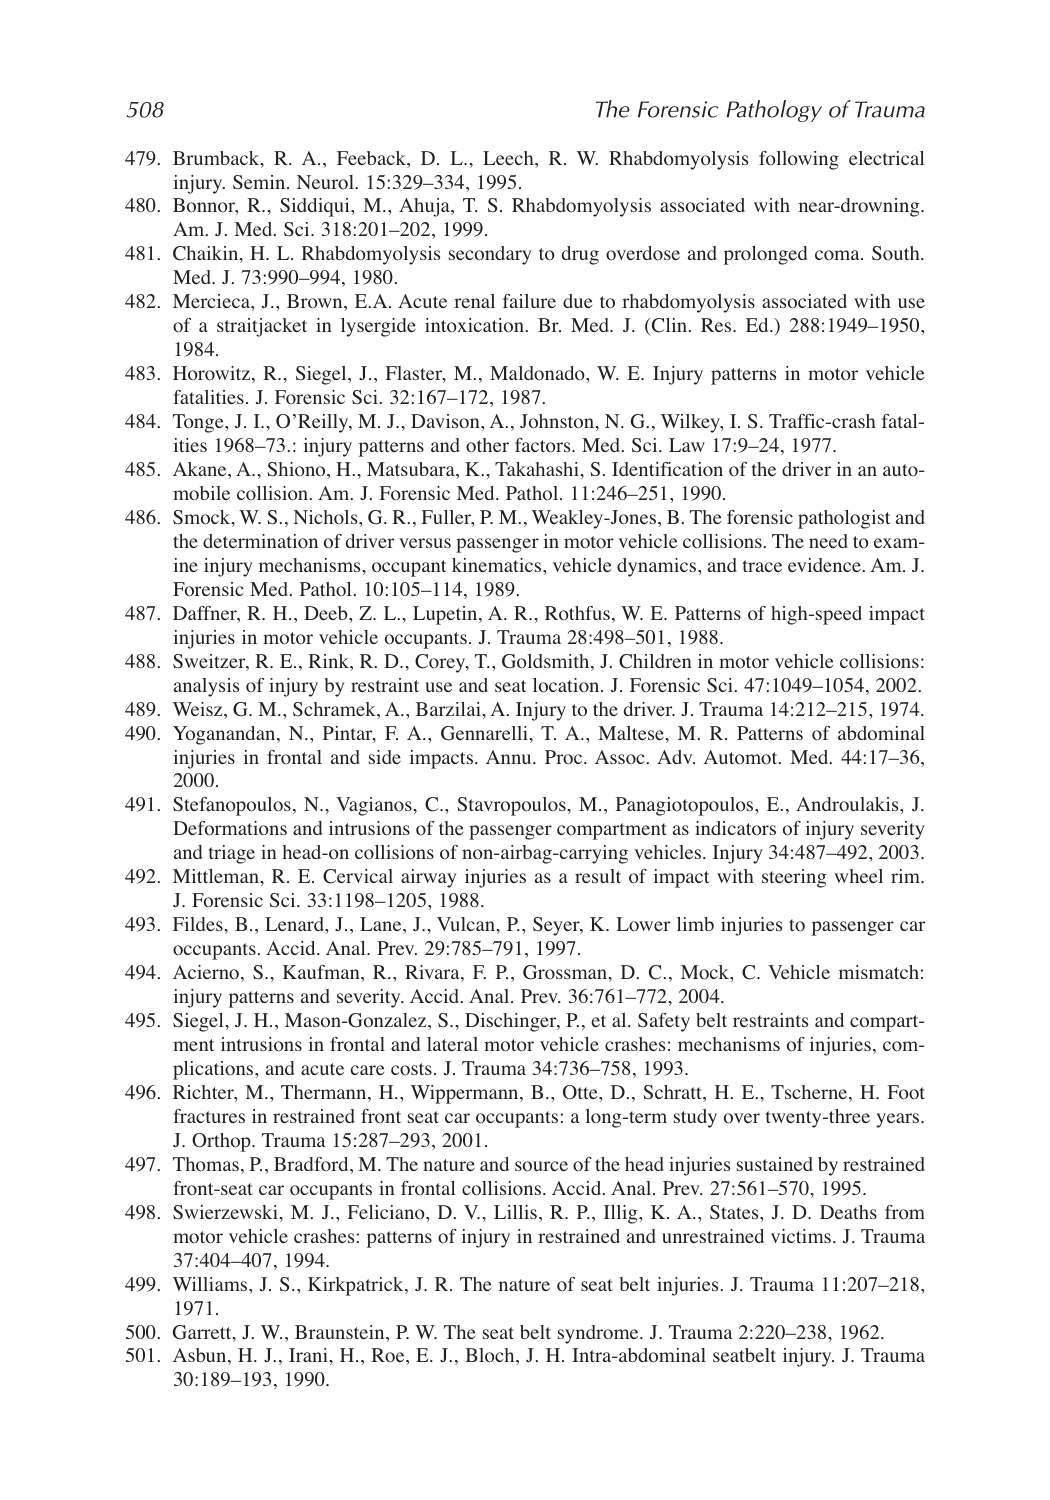 508 The Forensic Pathology of Trauma
479. Brumback, R. A., Feeback, D. L., Leech, R. W. Rhabdomyolysis following electrical
injury. Semin. Neurol. 15:329–334, 1995.
480. Bonnor, R., Siddiqui, M., Ahuja, T. S. Rhabdomyolysis associated with near-drowning.
Am. J. Med. Sci. 318:201–202, 1999.
481. Chaikin, H. L. Rhabdomyolysis secondary to drug overdose and prolonged coma. South.
Med. J. 73:990–994, 1980.
482. Mercieca, J., Brown, E.A. Acute renal failure due to rhabdomyolysis associated with use
of a straitjacket in lysergide intoxication. Br. Med. J. (Clin. Res. Ed.) 288:1949–1950,
1984.
483. Horowitz, R., Siegel, J., Flaster, M., Maldonado, W. E. Injury patterns in motor vehicle
fatalities. J. Forensic Sci. 32:167–172, 1987.
484. Tonge, J. I., O’Reilly, M. J., Davison, A., Johnston, N. G., Wilkey, I. S. Traffic-crash fatal-
ities 1968–73.: injury patterns and other factors. Med. Sci. Law 17:9–24, 1977.
485. Akane, A., Shiono, H., Matsubara, K., Takahashi, S. Identification of the driver in an auto-
mobile collision. Am. J. Forensic Med. Pathol. 11:246–251, 1990.
486. Smock, W. S., Nichols, G. R., Fuller, P. M., Weakley-Jones, B. The forensic pathologist and
the determination of driver versus passenger in motor vehicle collisions. The need to exam-
ine injury mechanisms, occupant kinematics, vehicle dynamics, and trace evidence. Am. J.
Forensic Med. Pathol. 10:105–114, 1989.
487. Daffner, R. H., Deeb, Z. L., Lupetin, A. R., Rothfus, W. E. Patterns of high-speed impact
injuries in motor vehicle occupants. J. Trauma 28:498–501, 1988.
488. Sweitzer, R. E., Rink, R. D., Corey, T., Goldsmith, J. Children in motor vehicle collisions:
analysis of injury by restraint use and seat location. J. Forensic Sci. 47:1049–1054, 2002.
489. Weisz, G. M., Schramek, A., Barzilai, A. Injury to the driver. J. Trauma 14:212–215, 1974.
490. Yoganandan, N., Pintar, F. A., Gennarelli, T. A., Maltese, M. R. Patterns of abdominal
injuries in frontal and side impacts. Annu. Proc. Assoc. Adv. Automot. Med. 44:17–36,
2000.
491. Stefanopoulos, N., Vagianos, C., Stavropoulos, M., Panagiotopoulos, E., Androulakis, J.
Deformations and intrusions of the passenger compartment as indicators of injury severity
and triage in head-on collisions of non-airbag-carrying vehicles. Injury 34:487–492, 2003.
492. Mittleman, R. E. Cervical airway injuries as a result of impact with steering wheel rim.
J. Forensic Sci. 33:1198–1205, 1988.
493. Fildes, B., Lenard, J., Lane, J., Vulcan, P., Seyer, K. Lower limb injuries to passenger car
occupants. Accid. Anal. Prev. 29:785–791, 1997.
494. Acierno, S., Kaufman, R., Rivara, F. P., Grossman, D. C., Mock, C. Vehicle mismatch:
injury patterns and severity. Accid. Anal. Prev. 36:761–772, 2004.
495. Siegel, J. H., Mason-Gonzalez, S., Dischinger, P., et al. Safety belt restraints and compart-
ment intrusions in frontal and lateral motor vehicle crashes: mechanisms of injuries, com-
plications, and acute care costs. J. Trauma 34:736–758, 1993.
496. Richter, M., Thermann, H., Wippermann, B., Otte, D., Schratt, H. E., Tscherne, H. Foot
fractures in restrained front seat car occupants: a long-term study over twenty-three years.
J. Orthop. Trauma 15:287–293, 2001.
497. Thomas, P., Bradford, M. The nature and source of the head injuries sustained by restrained
front-seat car occupants in frontal collisions. Accid. Anal. Prev. 27:561–570, 1995.
498. Swierzewski, M. J., Feliciano, D. V., Lillis, R. P., Illig, K. A., States, J. D. Deaths from
motor vehicle crashes: patterns of injury in restrained and unrestrained victims. J. Trauma
37:404–407, 1994.
499. Williams, J. S., Kirkpatrick, J. R. The nature of seat belt injuries. J. Trauma 11:207–218,
1971.
500. Garrett, J. W., Braunstein, P. W. The seat belt syndrome. J. Trauma 2:220–238, 1962.
501. Asbun, H. J., Irani, H., Roe, E. J., Bloch, J. H. Intra-abdominal seatbelt injury. J. Trauma
30:189–193, 1990.